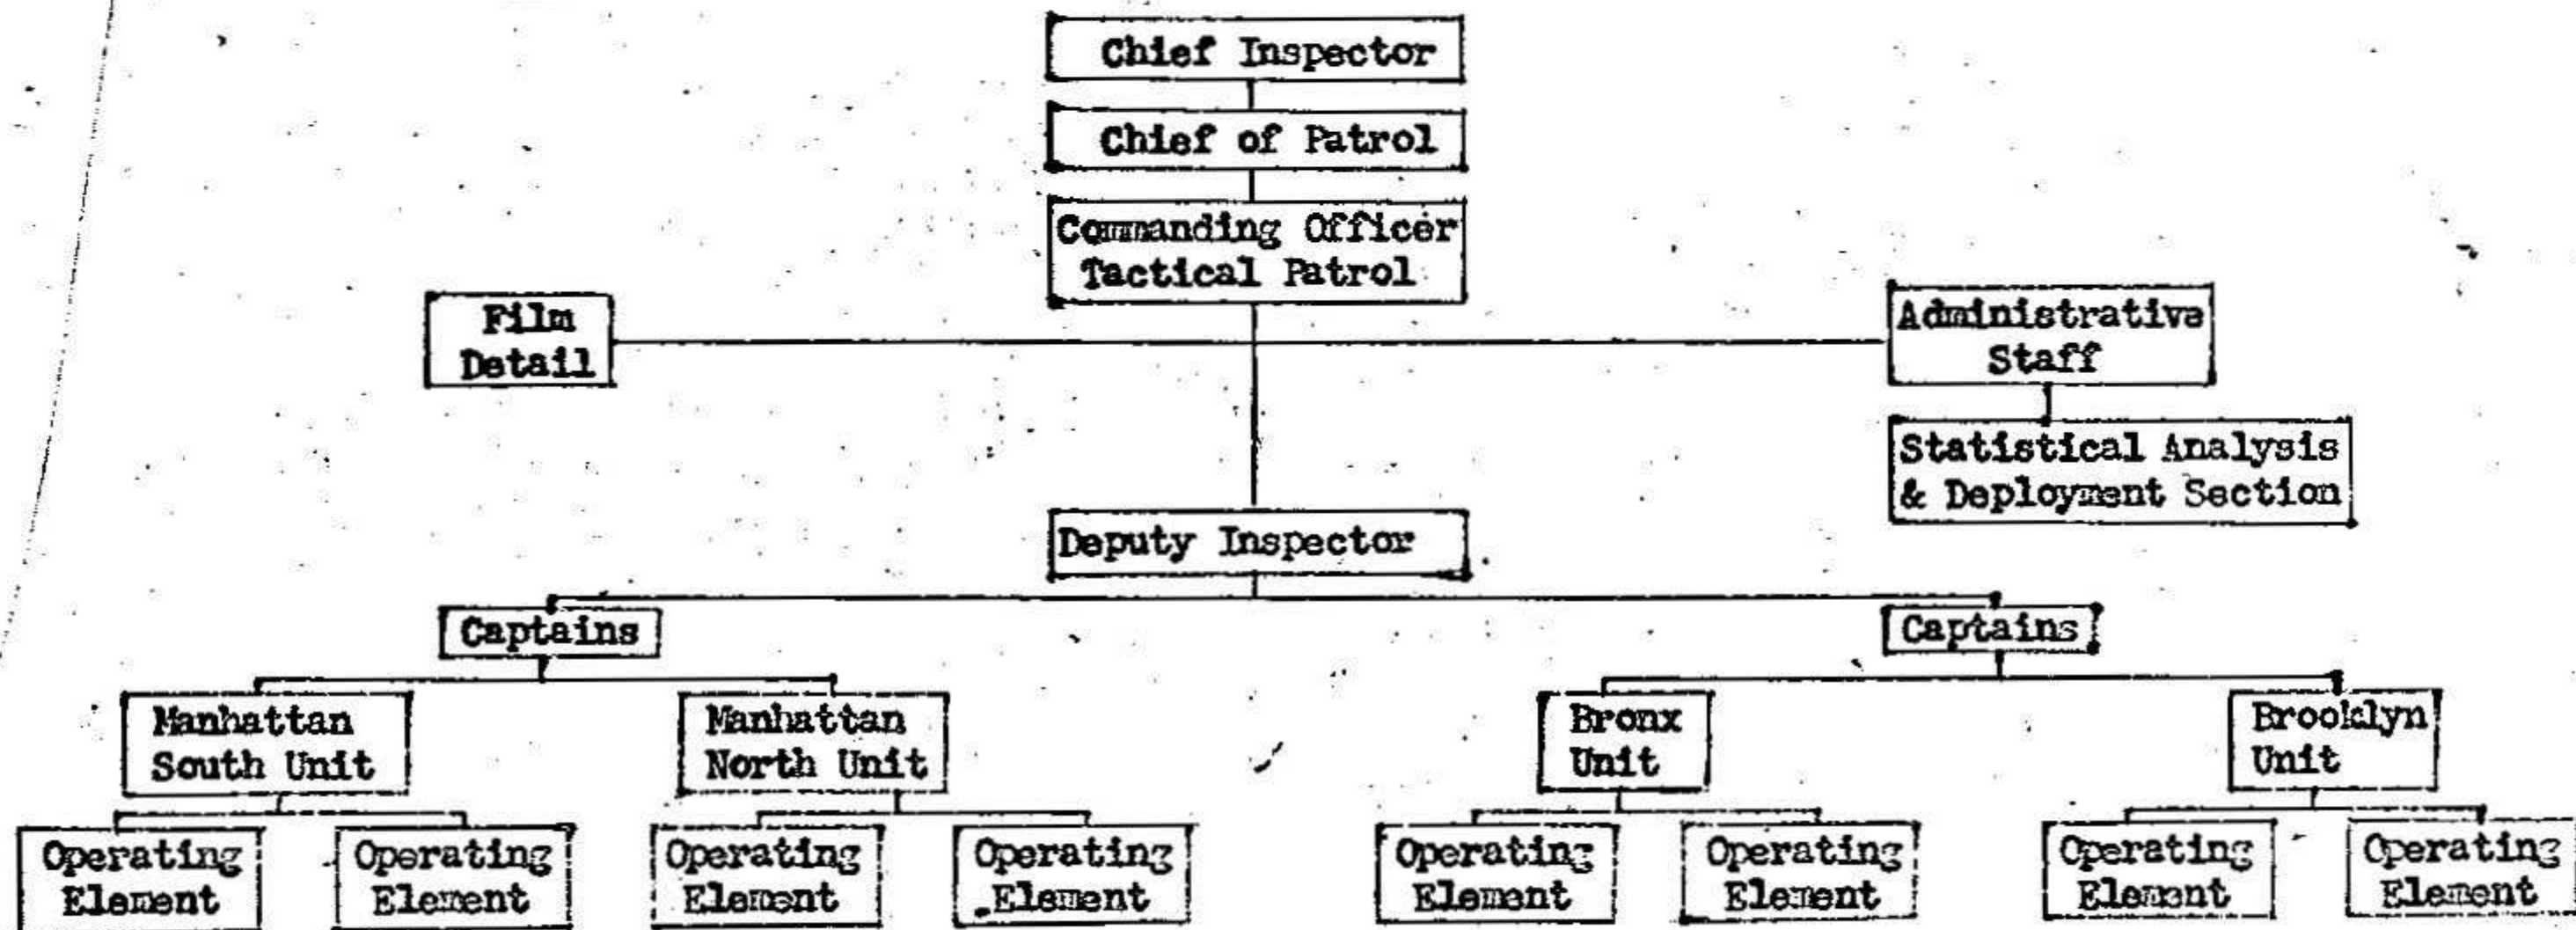 Chief Inspector
Chief of Patrol
Commanding Officer
Tactical Patrol
Film
Detail
Administrative
Staff
Statistical Analysis
& Deployment Section
Deputy Inspector
Captains
Captains
Manhattan
South Unit
Manhattan
North Unit
Bronx
Unit
Brooklyn
Unit
Operating
Element
Operating
Element
Operating
Element
Operating
Element
Operating
Element
Operating
Element
Operating
Element
Operating
Element